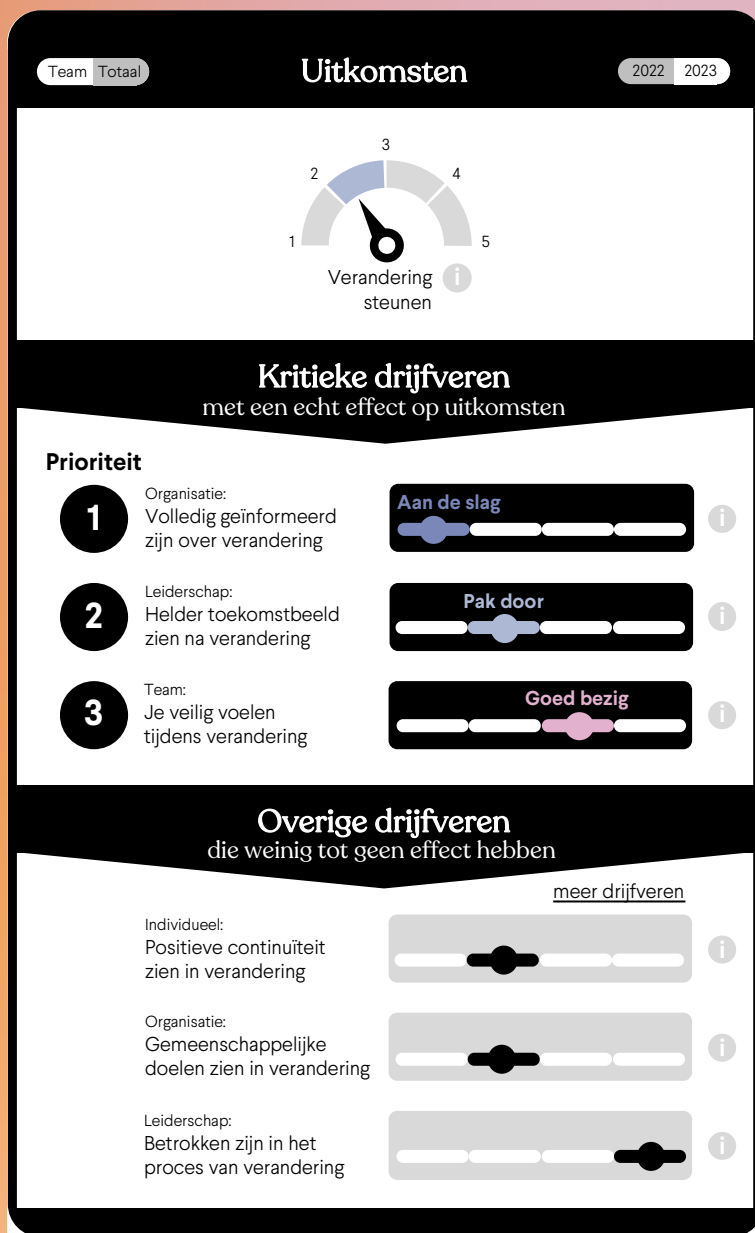 Team Totaal
Uitkomsten
2022 2023
3
2
4
1
5
Verandering
steunen
i
Kritieke drijfveren
met een echt effect op uitkomsten
Prioriteit
1
Organisatie:
Volledig geïnformeerd
zijn over verandering
Aan de slag
i
2
Leiderschap:
Helder toekomstbeeld
zien na verandering
Pak door
i
3
Team:
Je veilig voelen
tijdens verandering
Goed bezig
i
Overige drijfveren
die weinig tot geen effect hebben
meer drijfveren
Individueel:
Positieve continuïteit
zien in verandering
i
Organisatie:
Gemeenschappelijke
doelen zien in verandering
i
Leiderschap:
Betrokken zijn in het
proces van verandering
i